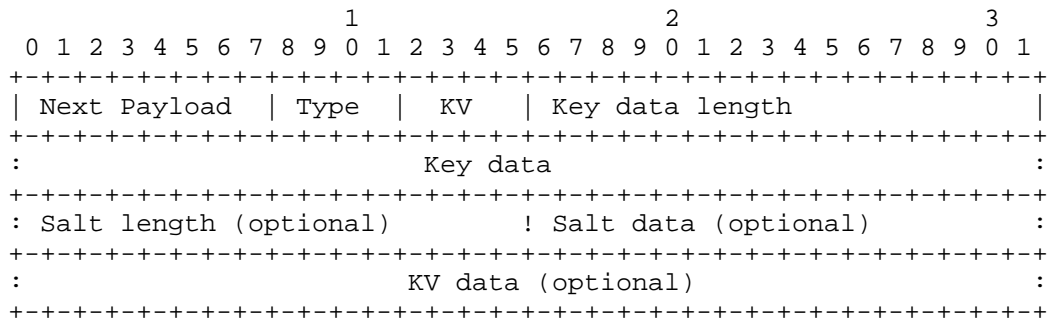 1                   2                   3
 0 1 2 3 4 5 6 7 8 9 0 1 2 3 4 5 6 7 8 9 0 1 2 3 4 5 6 7 8 9 0 1
+-+-+-+-+-+-+-+-+-+-+-+-+-+-+-+-+-+-+-+-+-+-+-+-+-+-+-+-+-+-+-+-+
| Next Payload  | Type  |  KV   | Key data length               |
+-+-+-+-+-+-+-+-+-+-+-+-+-+-+-+-+-+-+-+-+-+-+-+-+-+-+-+-+-+-+-+-+
:                         Key data                              :
+-+-+-+-+-+-+-+-+-+-+-+-+-+-+-+-+-+-+-+-+-+-+-+-+-+-+-+-+-+-+-+-+
: Salt length (optional)        ! Salt data (optional)          :
+-+-+-+-+-+-+-+-+-+-+-+-+-+-+-+-+-+-+-+-+-+-+-+-+-+-+-+-+-+-+-+-+
:                        KV data (optional)                     :
+-+-+-+-+-+-+-+-+-+-+-+-+-+-+-+-+-+-+-+-+-+-+-+-+-+-+-+-+-+-+-+-+